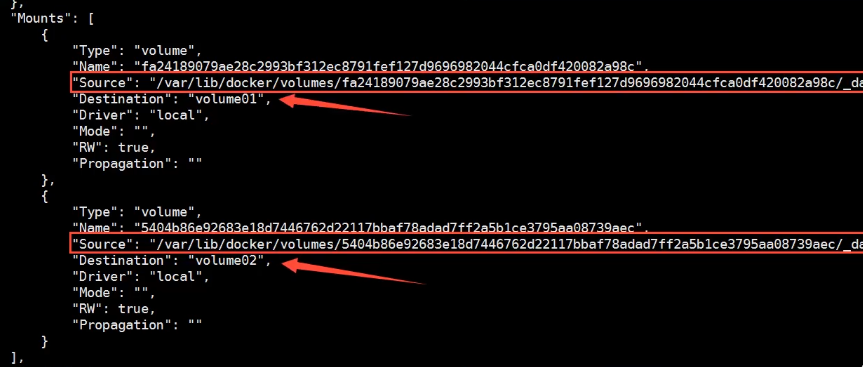 },
"Mounts": [
{
"Type": "volume",
"Name": "fa24189079ae28c2993bf312ec8791fef127d9696982044cfca0df420082a98c",
"Source": "/var/lib/docker/volumes/fa24189079ae28c2993bf312ec8791fef127d9696982044cfca0df420082a98c/_da
"Destination": "volume01",
"Driver": "local",
"Mode": "",
"RW": true,
"Propagation": ""
},
{
"Type": "volume",
"Name": "5404b86e92683e18d7446762d22117bbaf78adad7ff2a5b1ce3795aa08739aec",
"Source": "/var/lib/docker/volumes/5404b86e92683e18d7446762d22117bbaf78adad7ff2a5b1ce3795aa08739aec/_da
"Destination": "volume02",
"Driver": "local",
"Mode": "",
"RW": true,
"Propagation": ""
}
],